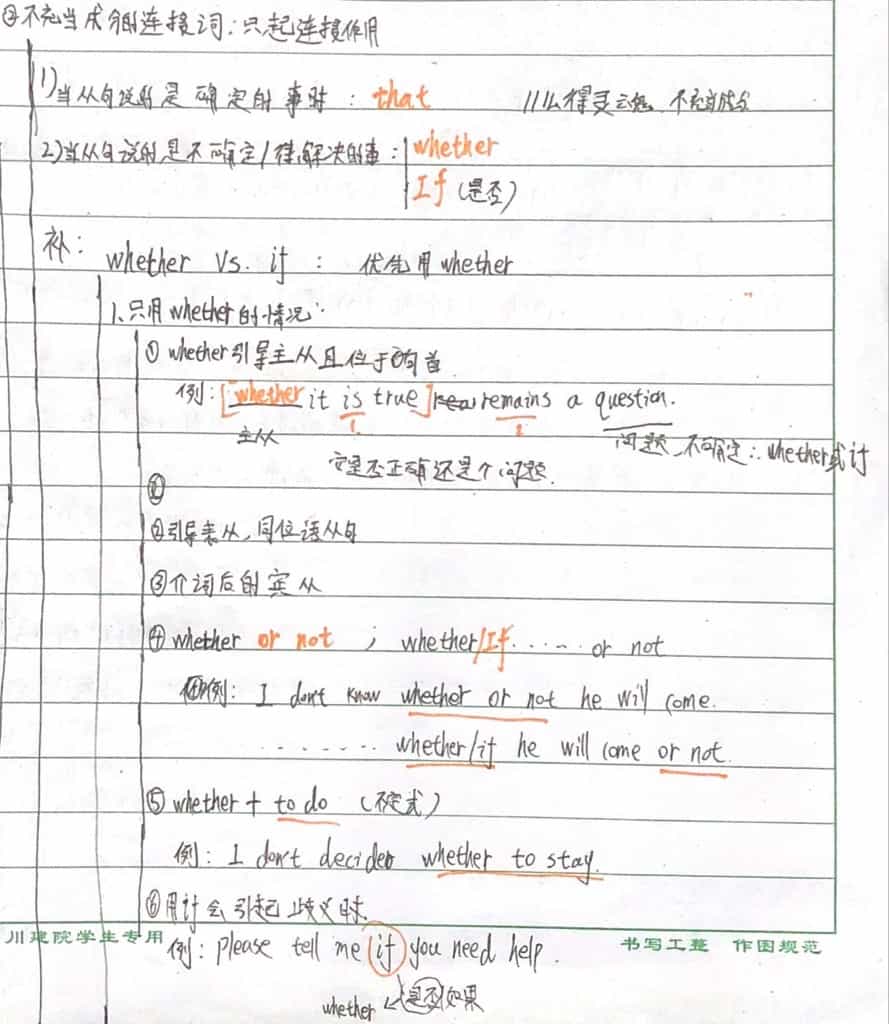 ②不充当成分的连接词：只起连接作用
1)当从句说的是确定的事时：that 不充当成分
2)当从句说的是不确定/待解决的事：whether
If (是否)
补：
whether Vs. if : 优先用whether
1、只用whether的情况：
① whether引导主从且位于句首
例：[whether it is true] remains a question.
主从 1 2 问题，不确定∴whether或if
它是否正确还是个问题.
②
②引导表从，同位语从句
③介词后的宾从
④ whether or not ; whether/If ...... or not
例：I don't know whether or not he will come.
........ whether/if he will come or not.
⑤ whether + to do (不定式)
例：I don't decided whether to stay.
⑥用if会引起歧义时.
川建院学生专用 书写工整 作图规范
例：please tell me if you need help.
whether 是否/如果